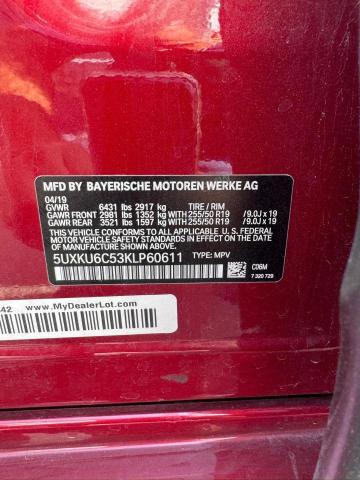 MFD BY BAYERISCHE MOTOREN WERKE AG
04/19
GVWR 6431 lbs 2917 kg TIRE / RIM
GAWR FRONT 2981 lbs 1352 kg WITH 255/50 R19 / 9.0J x 19
GAWR REAR 3521 lbs 1597 kg WITH 255/50 R19 / 9.0J x 19
THIS VEHICLE CONFORMS TO ALL APPLICABLE
U. S. FEDERAL MOTOR VEHICLE
SAFETY STANDARDS IN EFFECT ON THE
DATE OF MANUFACTURE SHOWN ABOVE.
5UXKU6C53KLP60611 TYPE: MPV
C06M
7 320 729
42 www.MyDealerLot.com